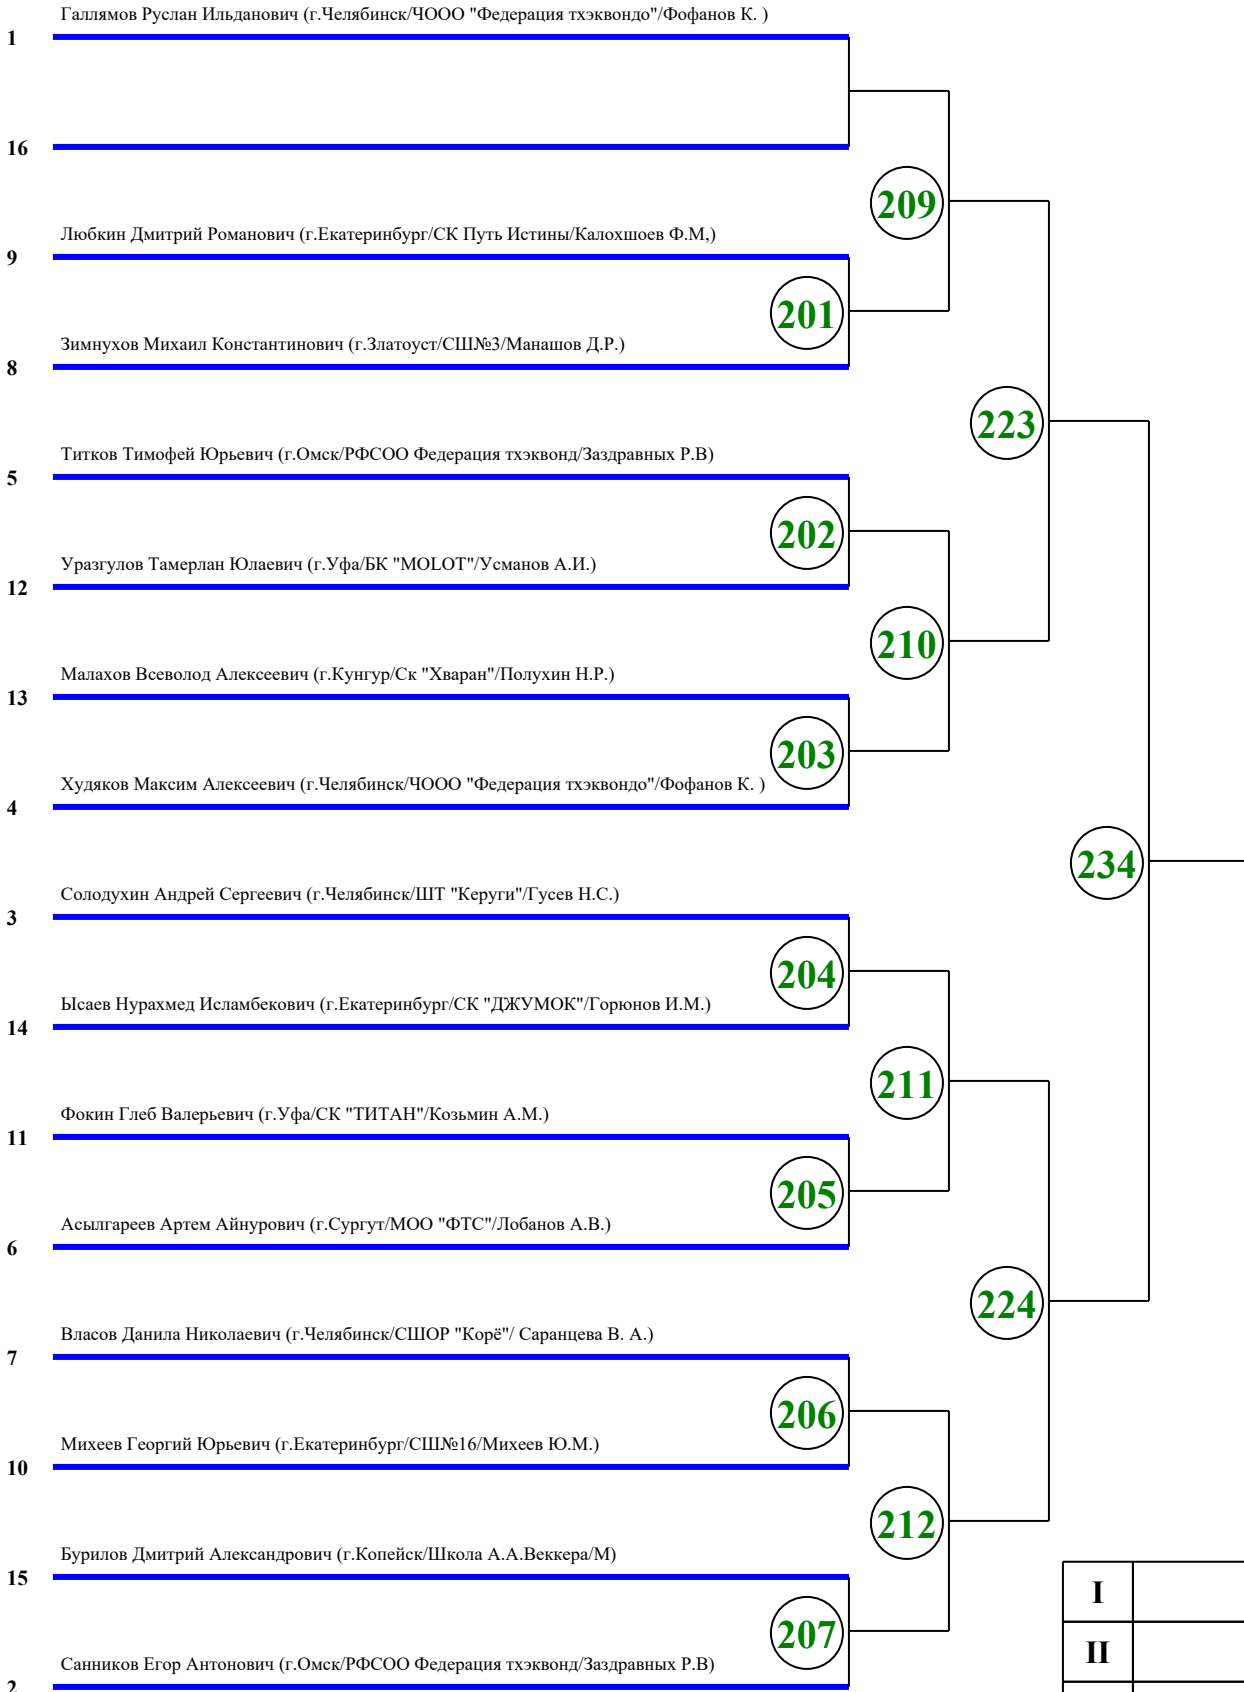 Галлямов Руслан Ильданович (г.Челябинск/ЧООО "Федерация тхэквондо"/Фофанов К. )
1
16
209
Любкин Дмитрий Романович (г.Екатеринбург/СК Путь Истины/Калохшоев Ф.М,)
9
201
Зимнухов Михаил Константинович (г.Златоуст/СШ№3/Манашов Д.Р.)
8
223
Титков Тимофей Юрьевич (г.Омск/РФСОО Федерация тхэквонд/Заздравных Р.В)
5
202
Уразгулов Тамерлан Юлаевич (г.Уфа/БК "MOLOT"/Усманов А.И.)
12
210
Малахов Всеволод Алексеевич (г.Кунгур/Ск "Хваран"/Полухин Н.Р.)
13
203
Худяков Максим Алексеевич (г.Челябинск/ЧООО "Федерация тхэквондо"/Фофанов К. )
4
234
Солодухин Андрей Сергеевич (г.Челябинск/ШТ "Керуги"/Гусев Н.С.)
3
204
Ысаев Нурахмед Исламбекович (г.Екатеринбург/СК "ДЖУМОК"/Горюнов И.М.)
14
211
Фокин Глеб Валерьевич (г.Уфа/СК "ТИТАН"/Козьмин А.М.)
11
205
Асылгареев Артем Айнурович (г.Сургут/МОО "ФТС"/Лобанов А.В.)
6
224
Власов Данила Николаевич (г.Челябинск/СШОР "Корё"/ Саранцева В. А.)
7
206
Михеев Георгий Юрьевич (г.Екатеринбург/СШ№16/Михеев Ю.М.)
10
212
Бурилов Дмитрий Александрович (г.Копейск/Школа А.А.Веккера/М)
15
I
207
II
Санников Егор Антонович (г.Омск/РФСОО Федерация тхэквонд/Заздравных Р.В)
2